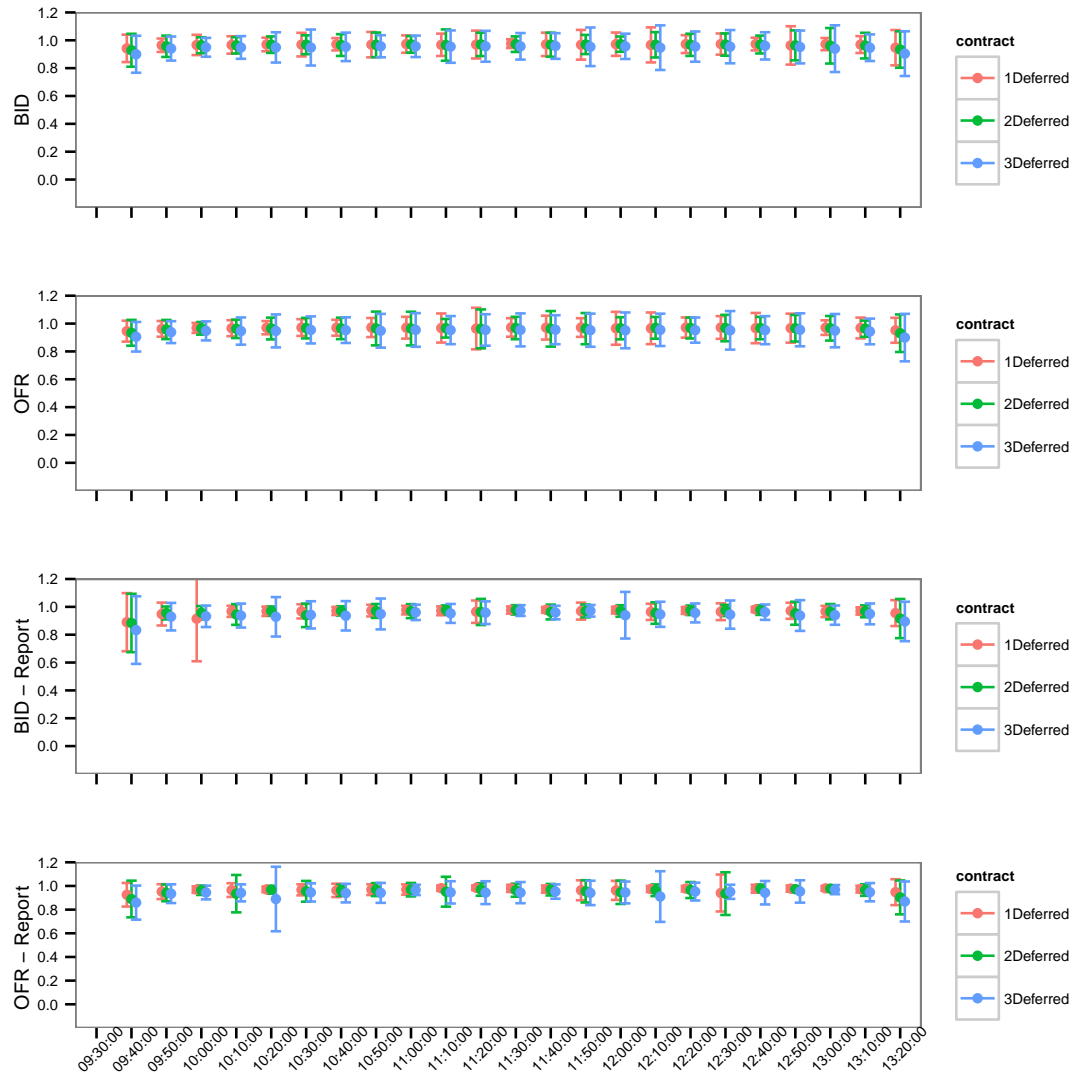 BID
1.2
1.0
0.8
0.6
0.4
0.2
0.0
contract
1Deferred
2Deferred
3Deferred
OFR
1.2
1.0
0.8
0.6
0.4
0.2
0.0
contract
1Deferred
2Deferred
3Deferred
BID – Report
1.2
1.0
0.8
0.6
0.4
0.2
0.0
contract
1Deferred
2Deferred
3Deferred
OFR – Report
1.2
1.0
0.8
0.6
0.4
0.2
0.0
contract
1Deferred
2Deferred
3Deferred
09:30:00
09:40:00
09:50:00
10:00:00
10:10:00
10:20:00
10:30:00
10:40:00
10:50:00
11:00:00
11:10:00
11:20:00
11:30:00
11:40:00
11:50:00
12:00:00
12:10:00
12:20:00
12:30:00
12:40:00
12:50:00
13:00:00
13:10:00
13:20:00